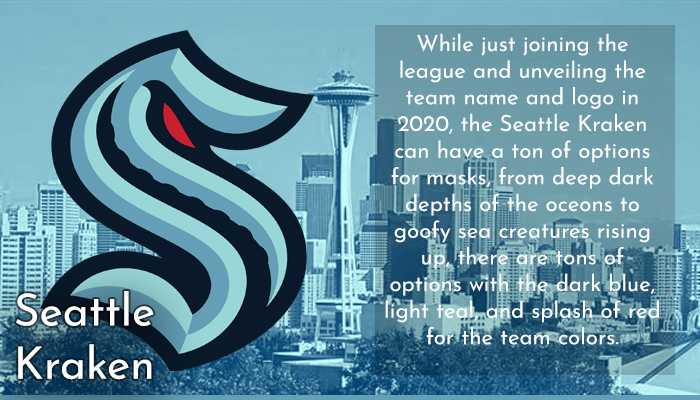 While just joining the
league and unveiling the
team name and logo in
2020, the Seattle Kraken
can have a ton of options
for masks, from deep dark
depths of the oceons to
goofy sea creatures rising
up, there are tons of
options with the dark blue,
light teal, and splash of red
for the team colors.
Seattle
Kraken